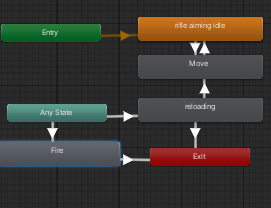 Entry
rifle aiming idle
Move
Any State
reloading
Fire
Exit